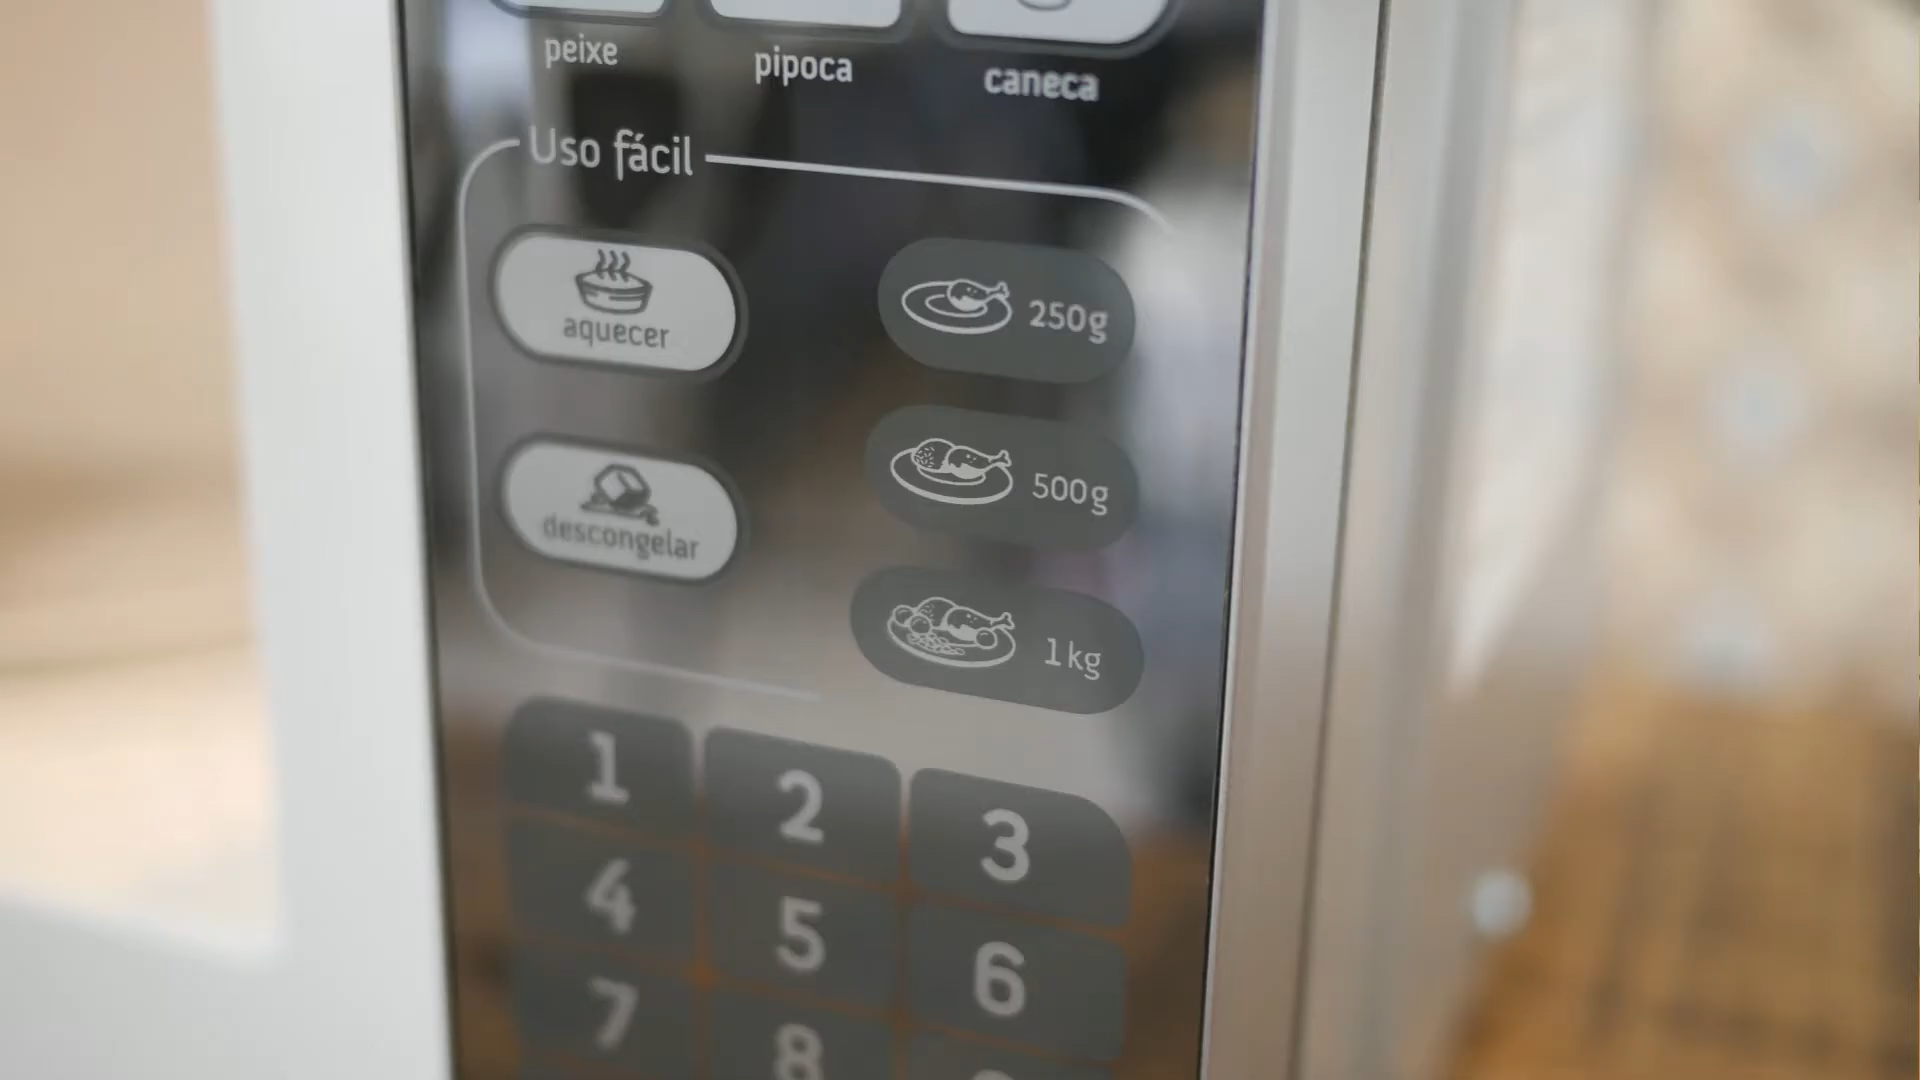 peixe
pipoca
caneca
Uso fácil
aquecer
250g
descongelar
500g
1kg
1
2
3
4
5
6
7
8